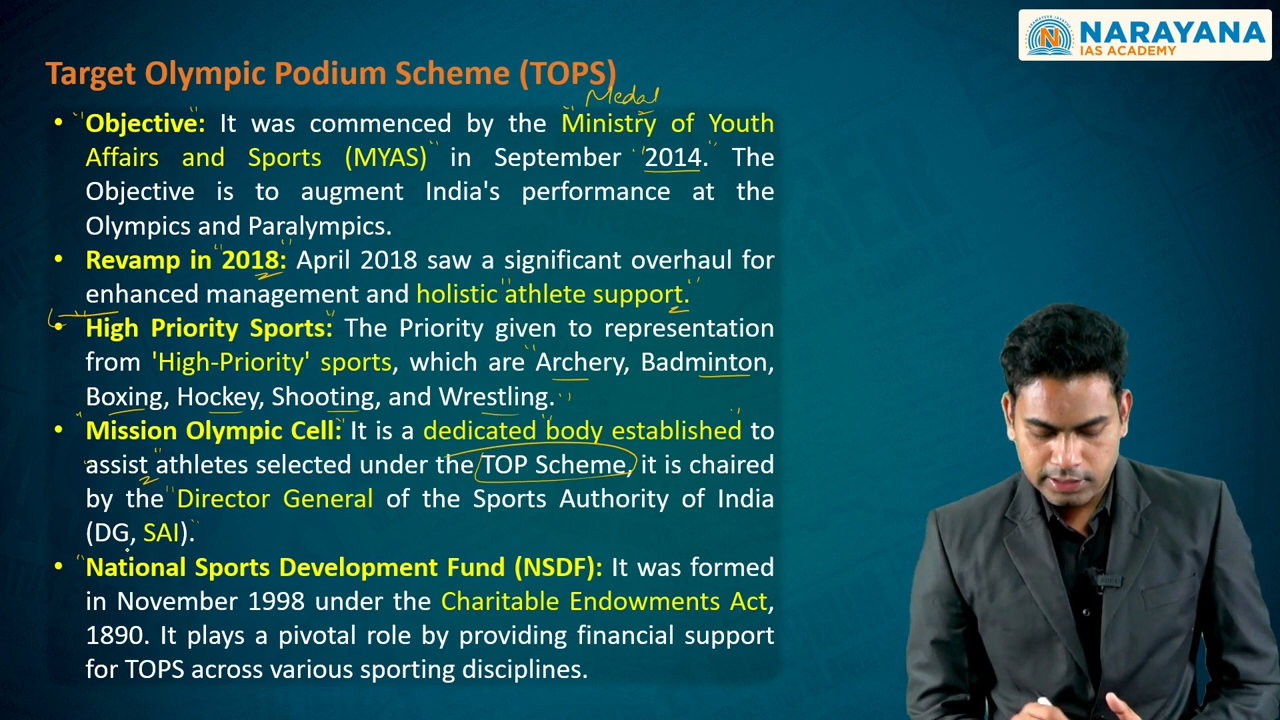 NARAYANA
IAS ACADEMY
Target Olympic Podium Scheme (TOPS)
Medal
• Objective: It was commenced by the Ministry of Youth
Affairs and Sports (MYAS) in September 2014. The
Objective is to augment India's performance at the
Olympics and Paralympics.
• Revamp in 2018: April 2018 saw a significant overhaul for
enhanced management and holistic athlete support.
• High Priority Sports: The Priority given to representation
from 'High-Priority' sports, which are Archery, Badminton,
Boxing, Hockey, Shooting, and Wrestling.
• Mission Olympic Cell: It is a dedicated body established to
assist athletes selected under the TOP Scheme, it is chaired
by the Director General of the Sports Authority of India
(DG, SAI).
• National Sports Development Fund (NSDF): It was formed
in November 1998 under the Charitable Endowments Act,
1890. It plays a pivotal role by providing financial support
for TOPS across various sporting disciplines.